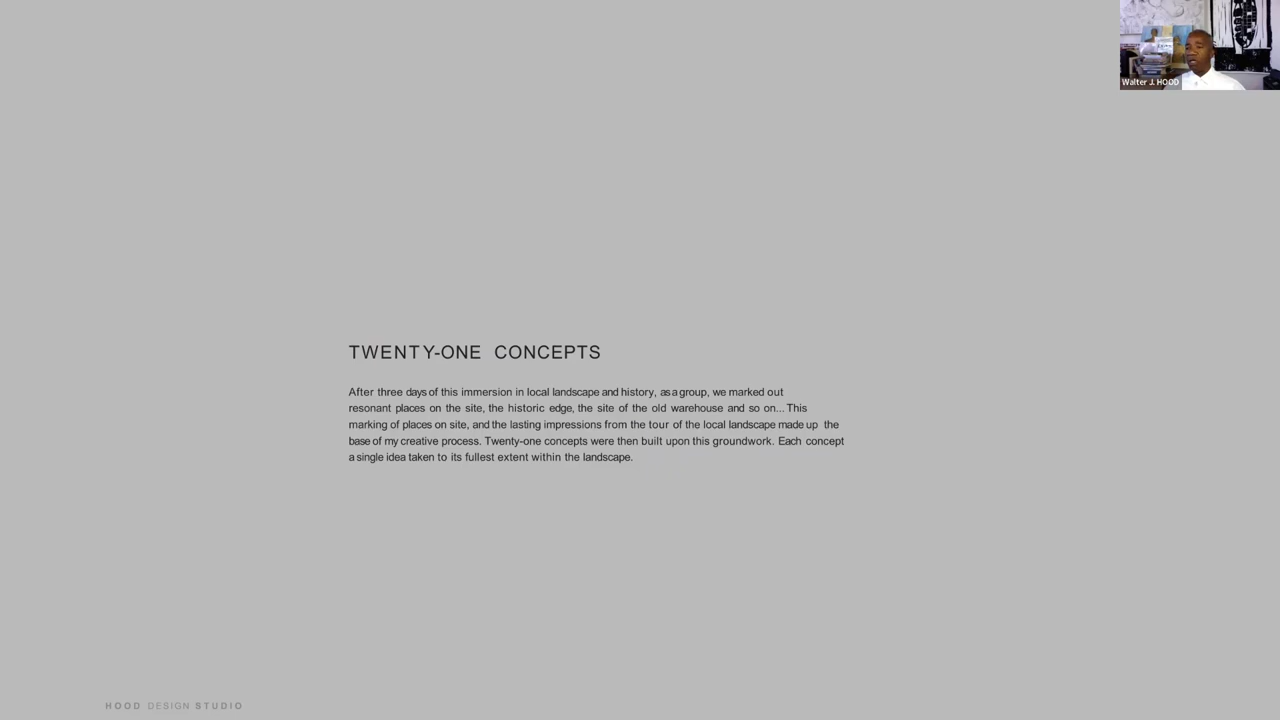 Walter J. HOOD
TWENTY-ONE CONCEPTS
After three days of this immersion in local landscape and history, as a group, we marked out
resonant places on the site, the historic edge, the site of the old warehouse and so on... This
marking of places on site, and the lasting impressions from the tour of the local landscape made up the
base of my creative process. Twenty-one concepts were then built upon this groundwork. Each concept
a single idea taken to its fullest extent within the landscape.
HOOD DESIGN STUDIO